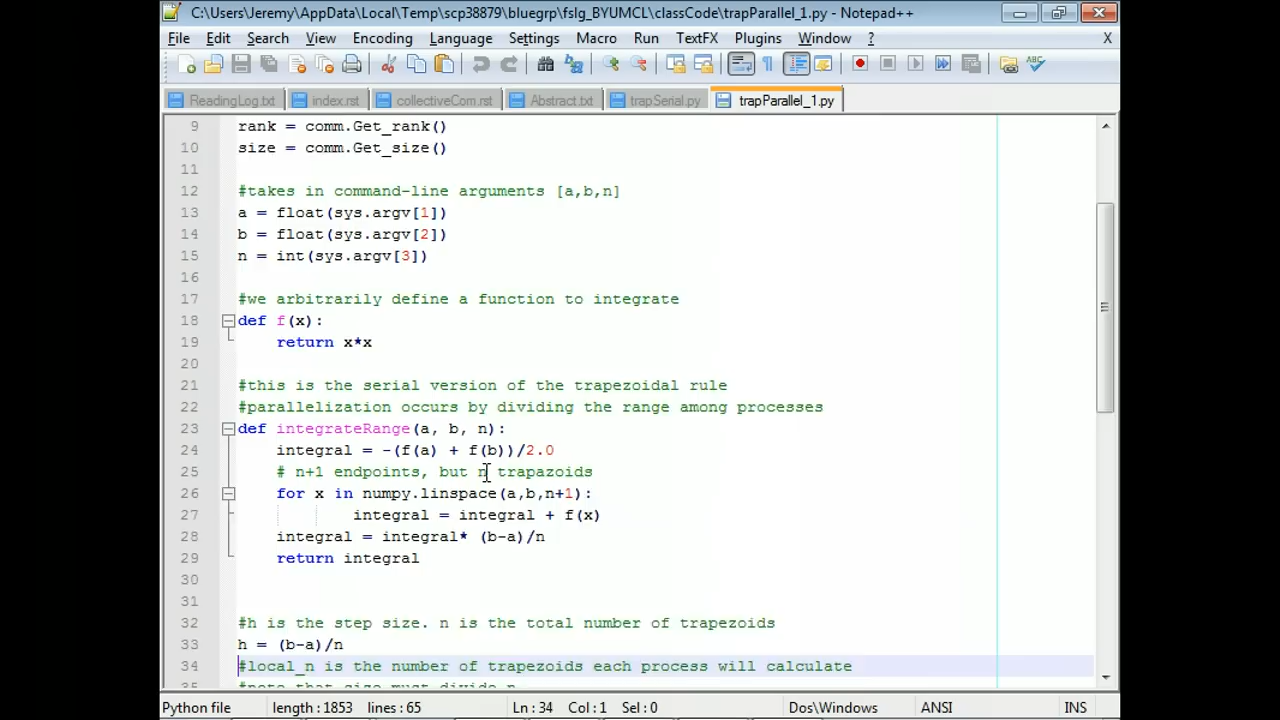 C:\Users\Jeremy\AppData\Local\Temp\scp38879\bluegrp\fslg_BYUMCL\classCode\trapParallel_1.py - Notepad++
File Edit Search View Encoding Language Settings Macro Run TextFX Plugins Window ? X
ReadingLog.txt index.rst collectiveCom.rst Abstract.txt trapSerial.py trapParallel_1.py
9 rank = comm.Get_rank()
10 size = comm.Get_size()
11
12 #takes in command-line arguments [a,b,n]
13 a = float(sys.argv[1])
14 b = float(sys.argv[2])
15 n = int(sys.argv[3])
16
17 #we arbitrarily define a function to integrate
18 def f(x):
19 return x*x
20
21 #this is the serial version of the trapezoidal rule
22 #parallelization occurs by dividing the range among processes
23 def integrateRange(a, b, n):
24 integral = -(f(a) + f(b))/2.0
25 # n+1 endpoints, but n trapazoids
26 for x in numpy.linspace(a,b,n+1):
27 integral = integral + f(x)
28 integral = integral* (b-a)/n
29 return integral
30
31
32 #h is the step size. n is the total number of trapezoids
33 h = (b-a)/n
34 #local_n is the number of trapezoids each process will calculate
35 #note that size must divide n
Python file length : 1853 lines : 65 Ln : 34 Col : 1 Sel : 0 Dos\Windows ANSI INS